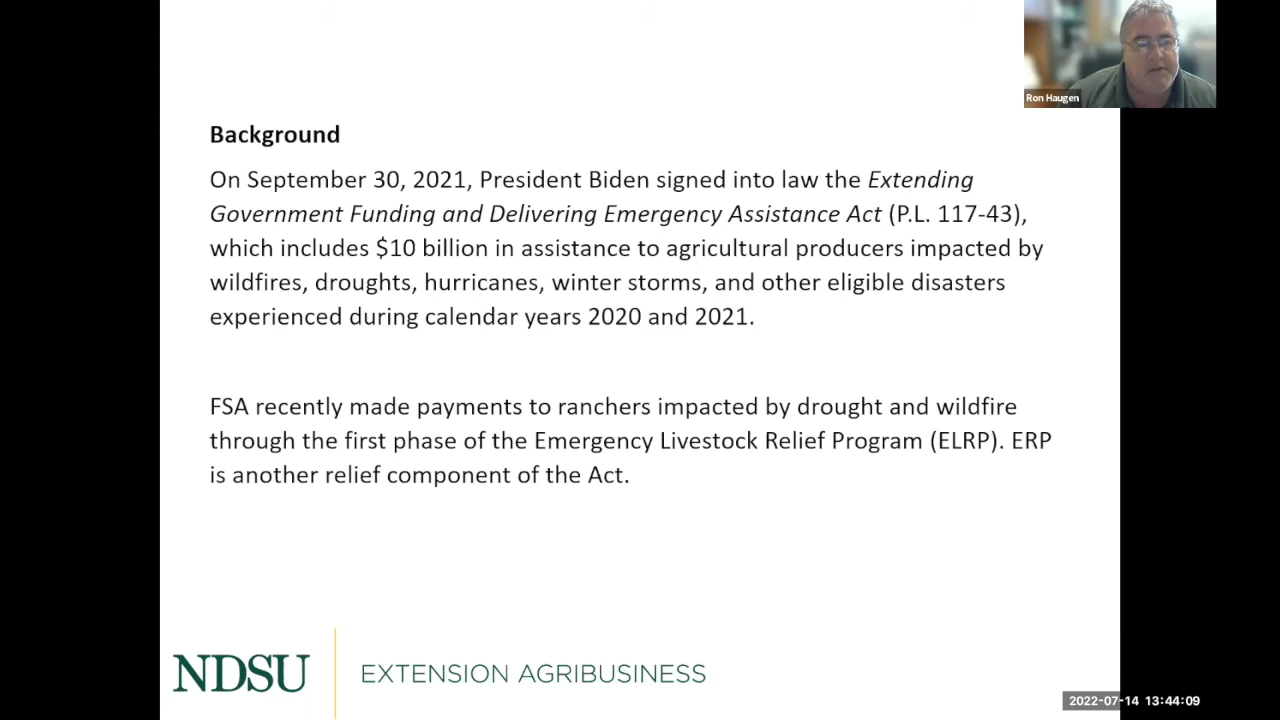 Ron Haugen
Background
On September 30, 2021, President Biden signed into law the Extending
Government Funding and Delivering Emergency Assistance Act (P.L. 117-43),
which includes $10 billion in assistance to agricultural producers impacted by
wildfires, droughts, hurricanes, winter storms, and other eligible disasters
experienced during calendar years 2020 and 2021.
FSA recently made payments to ranchers impacted by drought and wildfire
through the first phase of the Emergency Livestock Relief Program (ELRP). ERP
is another relief component of the Act.
NDSU EXTENSION AGRIBUSINESS
2022-07-14 13:44:09